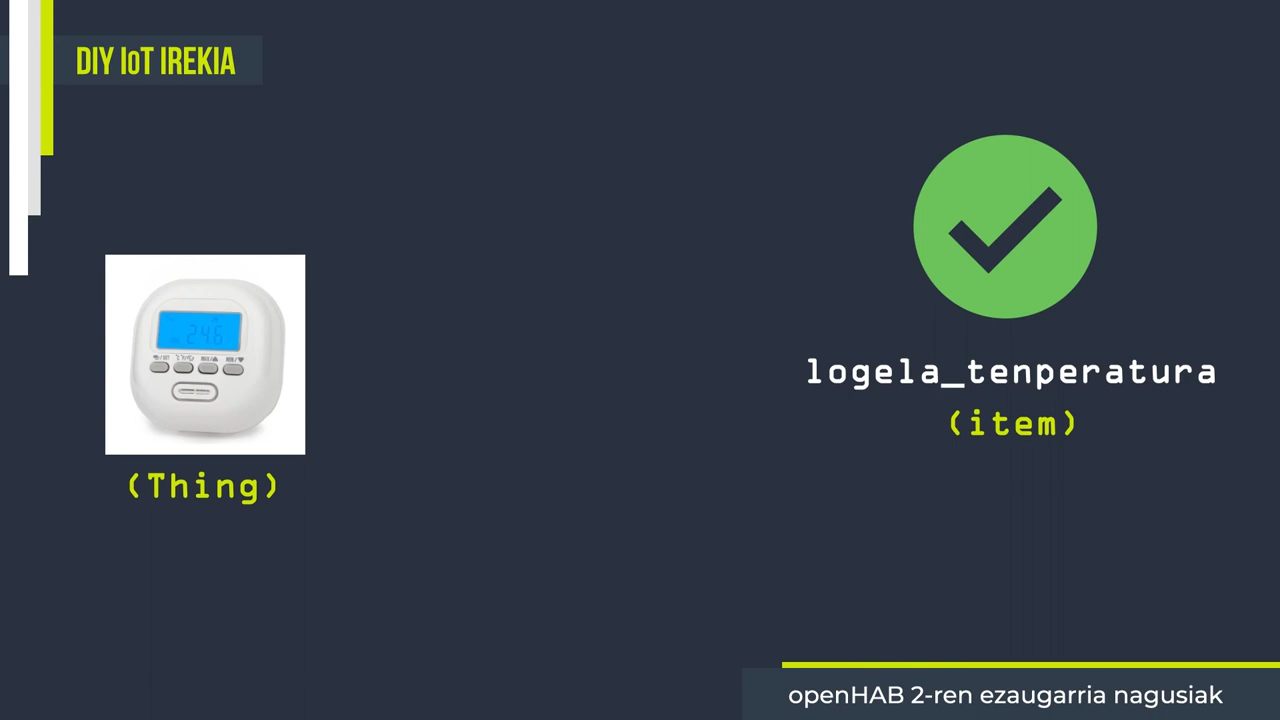 DIY IoT IREKIA
logela_tenperatura
(item)
(Thing)
openHAB 2-ren ezaugarria nagusiak